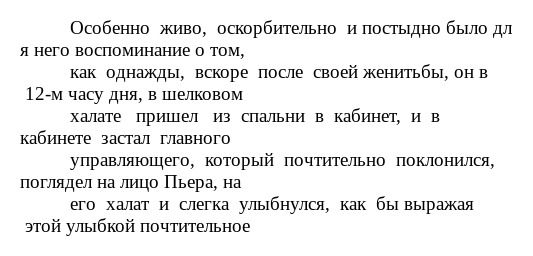 Особенно живо, оскорбительно и постыдно было дл
я него воспоминание о том,
как однажды, вскоре после своей женитьбы, он в
12-м часу дня, в шелковом
халате пришел из спальни в кабинет, и в
кабинете застал главного
управляющего, который почтительно поклонился,
поглядел на лицо Пьера, на
его халат и слегка улыбнулся, как бы выражая
этой улыбкой почтительное